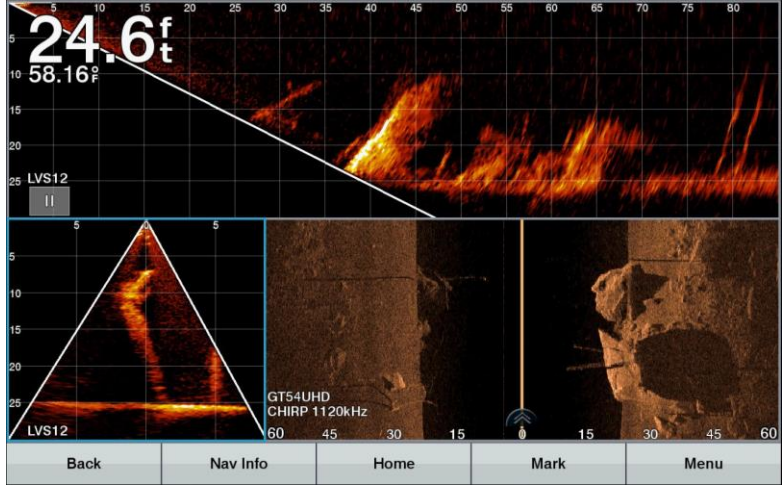 5 10 15 20 25 30 35 40 45 50 55 60 65 70 75 80
24.6 ft
58.16°F
5
10
15
20
25
LVS12
5 0 5
5
10
15
20
25
LVS12
GT54UHD
CHIRP 1120kHz
60 45 30 15 0 15 30 45 60
Back Nav Info Home Mark Menu